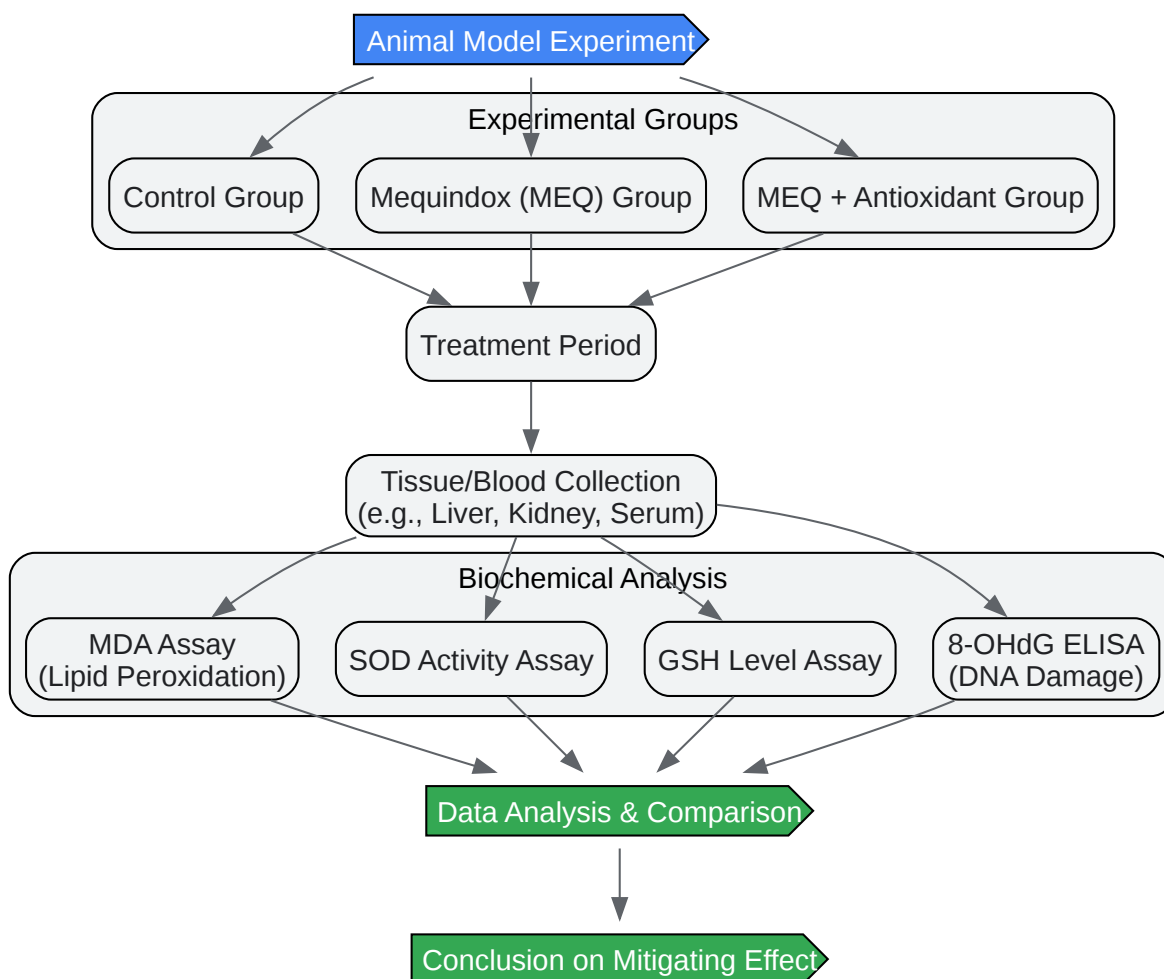 Animal Model Experiment
Experimental Groups
Control Group
Mequindox (MEQ) Group
MEQ + Antioxidant Group
Treatment Period
Tissue/Blood Collection
(e.g., Liver, Kidney, Serum)
Biochemical Analysis
MDA Assay
(Lipid Peroxidation)
SOD Activity Assay
GSH Level Assay
8-OHdG ELISA
(DNA Damage)
Data Analysis & Comparison
Conclusion on Mitigating Effect